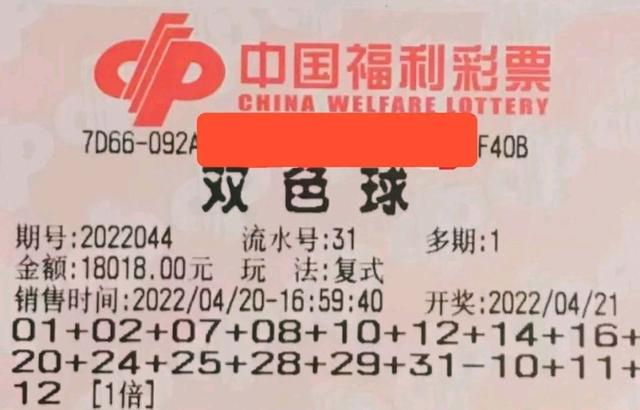 中国福利彩票
CHINA WELFARE LOTTERY
7D66-092A F40B
双色球
期号:2022044 流水号:31 多期:1
金额:18018.00元 玩 法:复式
销售时间:2022/04/20-16:59:40 开奖:2022/04/21
01+02+07+08+10+12+14+16+
20+24+25+28+29+31-10+11+
12 [1倍]